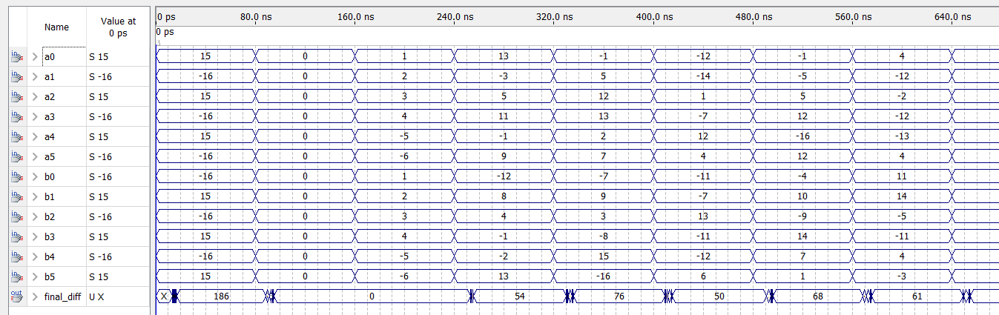 Name Value at 0 ps 0 ps 80.0 ns 160.0 ns 240.0 ns 320.0 ns 400.0 ns 480.0 ns 560.0 ns 640.0 ns
0 ps
a0 S 15 15 0 1 13 -1 -12 -1 4
a1 S -16 -16 0 2 -3 5 -14 -5 -12
a2 S 15 15 0 3 5 12 1 5 -2
a3 S -16 -16 0 4 11 13 -7 12 -12
a4 S 15 15 0 -5 -1 2 12 -16 -13
a5 S -16 -16 0 -6 9 7 4 12 4
b0 S -16 -16 0 1 -12 -7 -11 -4 11
b1 S 15 15 0 2 8 9 -7 10 14
b2 S -16 -16 0 3 4 3 13 -9 -5
b3 S 15 15 0 4 -1 -8 -11 14 -11
b4 S -16 -16 0 -5 -2 15 -12 7 4
b5 S 15 15 0 -6 13 -16 6 1 -3
final_diff U X X 186 0 54 76 50 68 61